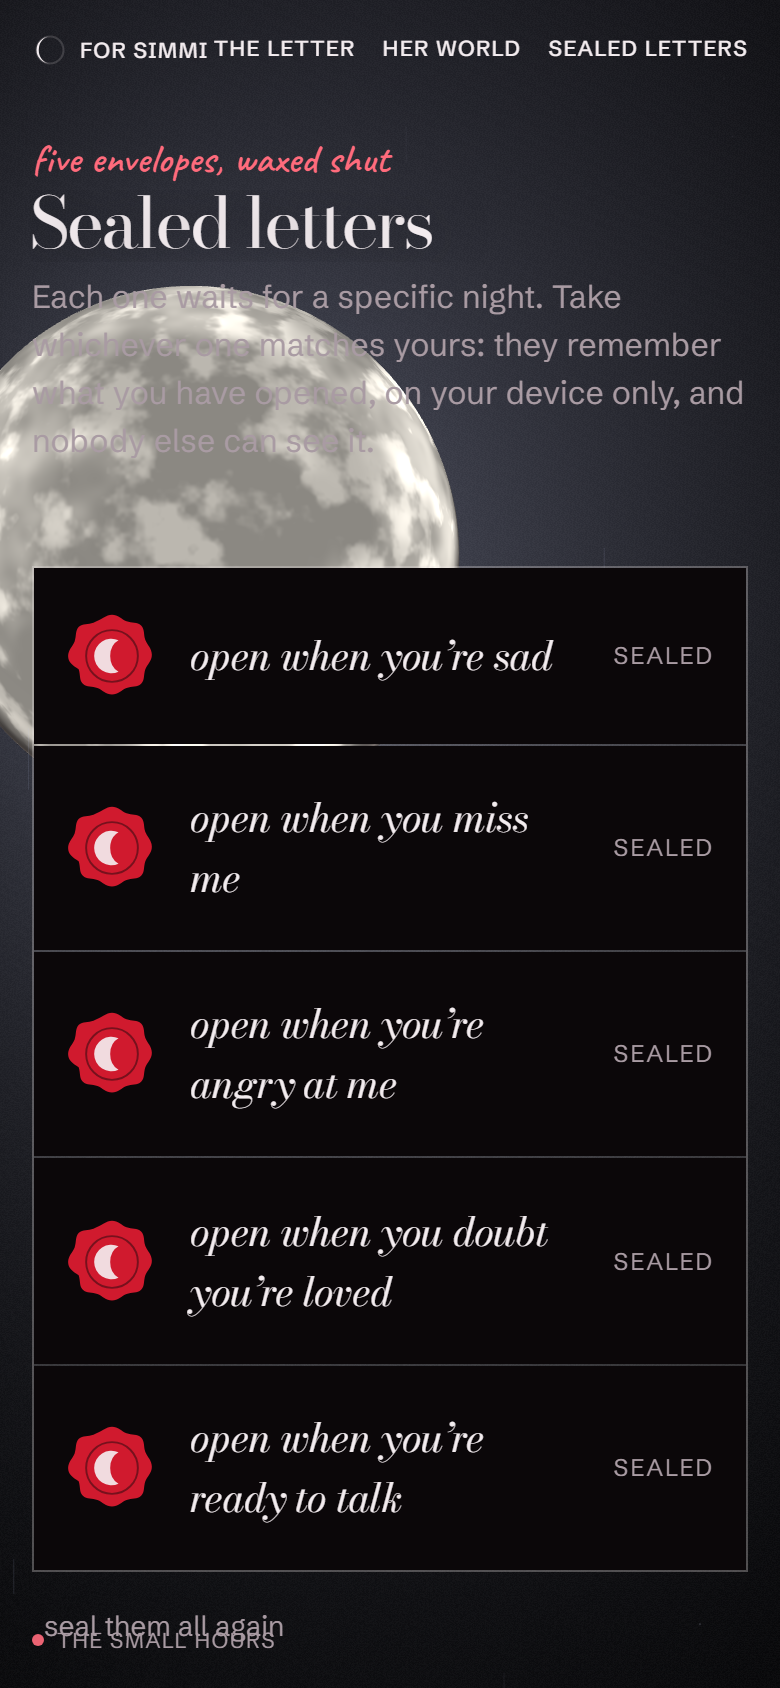 FOR SIMMI THE LETTER HER WORLD SEALED LETTERS
five envelopes, waxed shut
Sealed letters
Each one waits for a specific night. Take
whichever one matches yours: they remember
what you have opened, on your device only, and
nobody else can see it.
open when you’re sad SEALED
open when you miss
me
SEALED
open when you’re
angry at me
SEALED
open when you doubt
you’re loved
SEALED
open when you’re
ready to talk
SEALED
seal them all again
THE SMALL HOURS